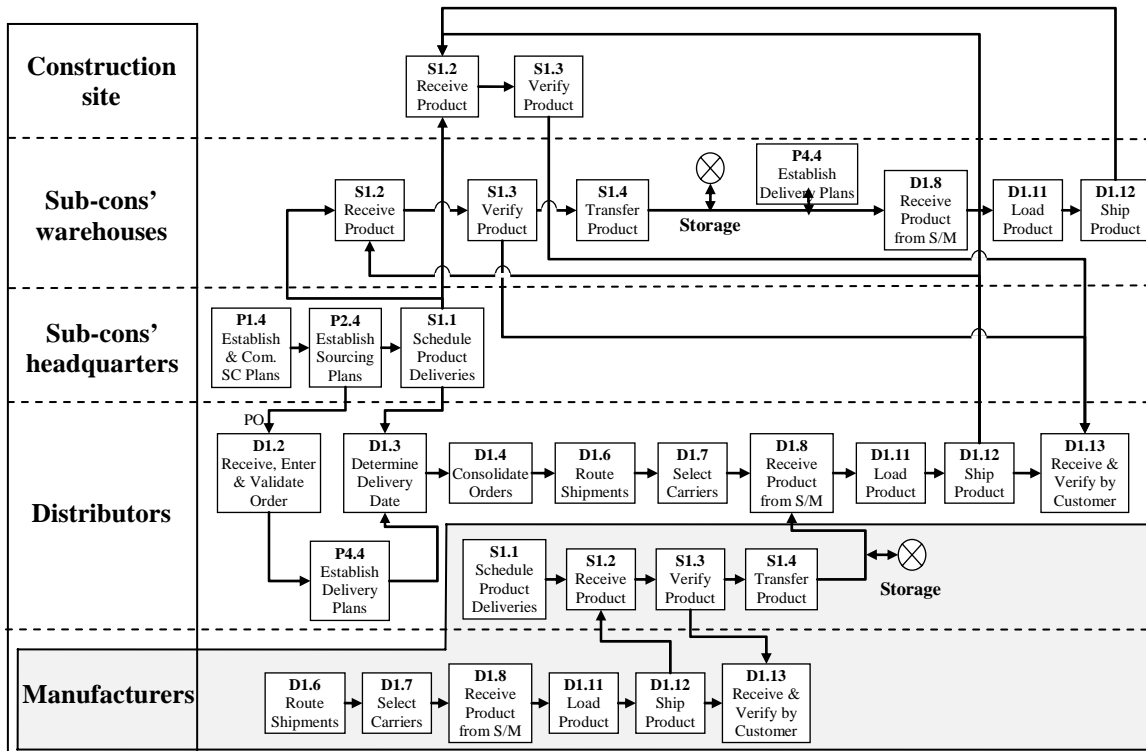 Construction
site
S1.2
Receive
Product
S1.3
Verify
Product
Sub-cons'
warehouses
S1.2
Receive
Product
S1.3
Verify
Product
S1.4
Transfer
Product
Storage
P4.4
Establish
Delivery Plans
D1.8
Receive
Product
from S/M
D1.11
Load
Product
D1.12
Ship
Product
Sub-cons'
headquarters
P1.4
Establish
& Com.
SC Plans
P2.4
Establish
Sourcing
Plans
S1.1
Schedule
Product
Deliveries
Distributors
PO
D1.2
Receive, Enter
& Validate
Order
D1.3
Determine
Delivery
Date
D1.4
Consolidate
Orders
D1.6
Route
Shipments
D1.7
Select
Carriers
D1.8
Receive
Product
from S/M
D1.11
Load
Product
D1.12
Ship
Product
D1.13
Receive &
Verify by
Customer
P4.4
Establish
Delivery
Plans
S1.1
Schedule
Product
Deliveries
S1.2
Receive
Product
S1.3
Verify
Product
S1.4
Transfer
Product
Storage
Manufacturers
D1.6
Route
Shipments
D1.7
Select
Carriers
D1.8
Receive
Product
from S/M
D1.11
Load
Product
D1.12
Ship
Product
D1.13
Receive &
Verify by
Customer